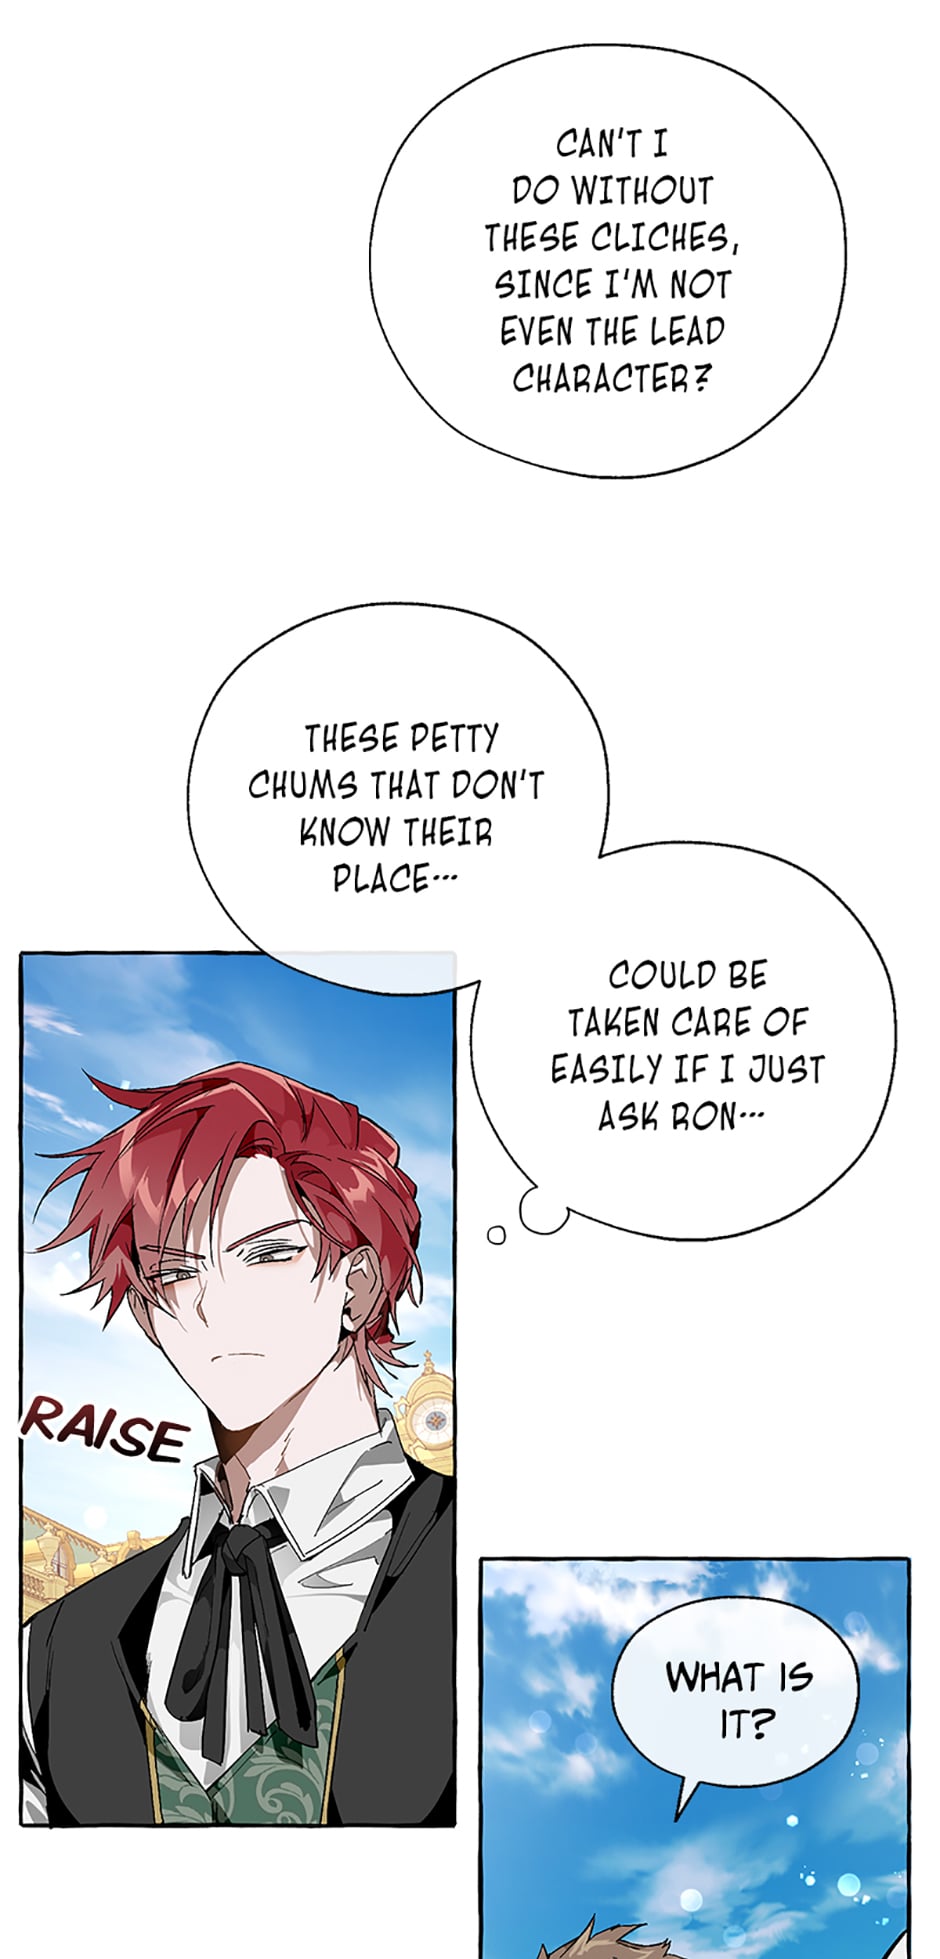 CAN'T I
DO WITHOUT
THESE CLICHES,
SINCE I'M NOT
EVEN THE LEAD
CHARACTER?
THESE PETTY
CHUMS THAT DON'T
KNOW THEIR
PLACE...
COULD BE
TAKEN CARE OF
EASILY IF I JUST
ASK RON...
RAISE
WHAT IS
IT?